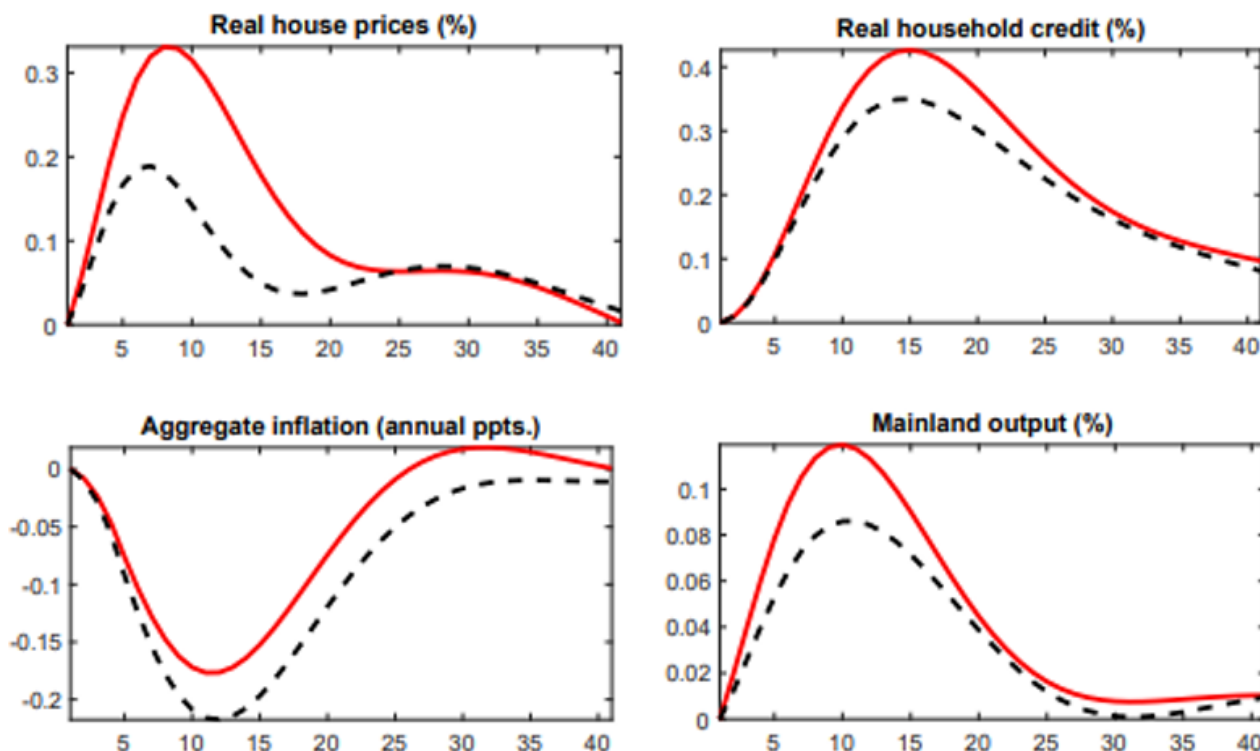 Real house prices (%)
0.3
0.2
0.1
0
5 10 15 20 25 30 35 40
Real household credit (%)
0.4
0.3
0.2
0.1
0
5 10 15 20 25 30 35 40
Aggregate inflation (annual ppts.)
0
-0.05
-0.1
-0.15
-0.2
5 10 15 20 25 30 35 40
Mainland output (%)
0.1
0.08
0.06
0.04
0.02
0
5 10 15 20 25 30 35 40